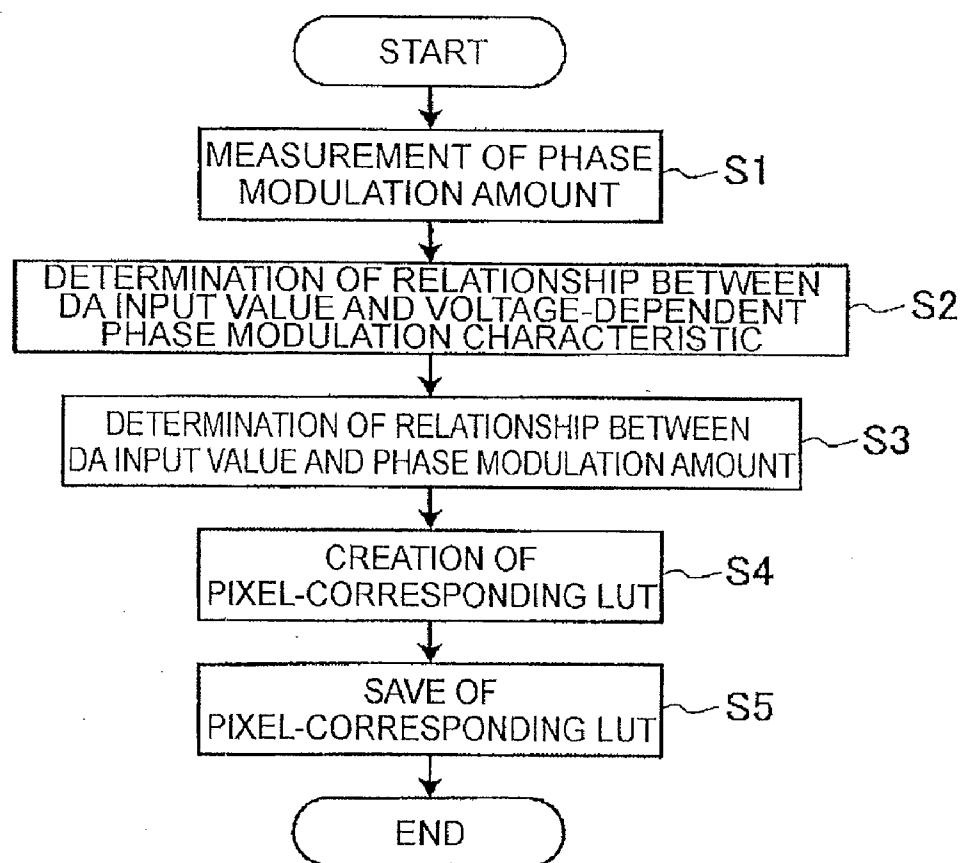 START
MEASUREMENT OF PHASE
MODULATION AMOUNT
S1
DETERMINATION OF RELATIONSHIP BETWEEN
DA INPUT VALUE AND VOLTAGE-DEPENDENT
PHASE MODULATION CHARACTERISTIC
S2
DETERMINATION OF RELATIONSHIP BETWEEN
DA INPUT VALUE AND PHASE MODULATION AMOUNT
S3
CREATION OF
PIXEL-CORRESPONDING LUT
S4
SAVE OF
PIXEL-CORRESPONDING LUT
S5
END